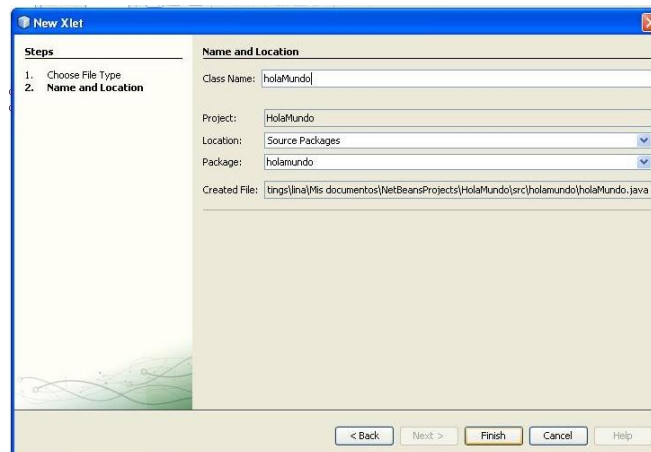 New Xlet
Steps
1. Choose File Type
2. Name and Location
Name and Location
Class Name: holaMundo
Project: HolaMundo
Location: Source Packages
Package: holamundo
Created File: tings\lina\Mis documentos\NetBeansProjects\HolaMundo\src\holamundo\holaMundo.java
< Back Next > Finish Cancel Help